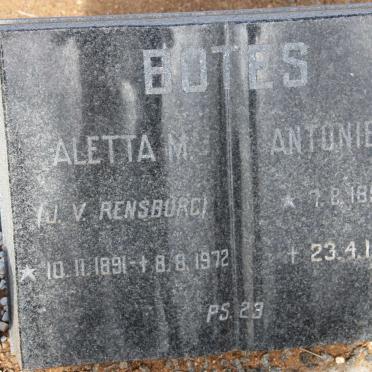 BOTES
ALETTA M.
(J. V. RENSBURG)
★ 10.11.1891-✝ 8.8.1972
ANTONIE
★ 7.8.18
✝ 23.4.1
PS. 23